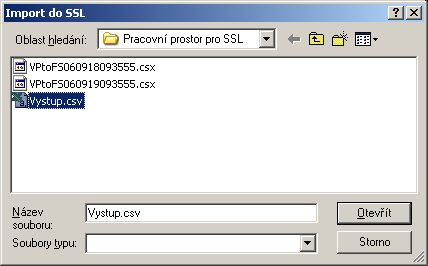 Import do SSL
Oblast hledání: Pracovní prostor pro SSL
VPtoFS060918093555.csx
VPtoFS060919093555.csx
Vystup.csv
Název souboru: Vystup.csv Otevřít
Soubory typu: Storno